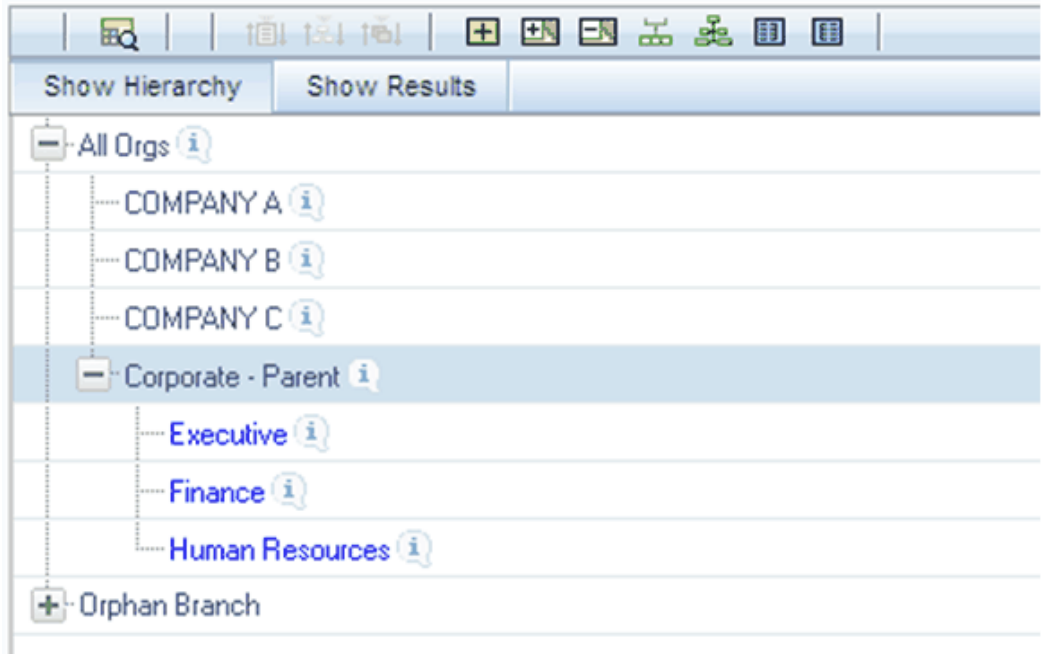 Show Hierarchy Show Results
All Orgs
COMPANY A
COMPANY B
COMPANY C
Corporate - Parent
Executive
Finance
Human Resources
Orphan Branch